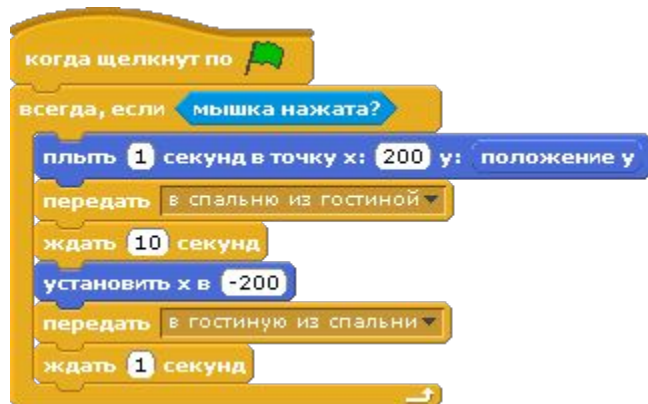 когда щелкнут по
всегда, если мышка нажата?
плыть 1 секунд в точку x: 200 y: положение y
передать в спальню из гостиной
ждать 10 секунд
установить x в -200
передать в гостиную из спальни
ждать 1 секунд